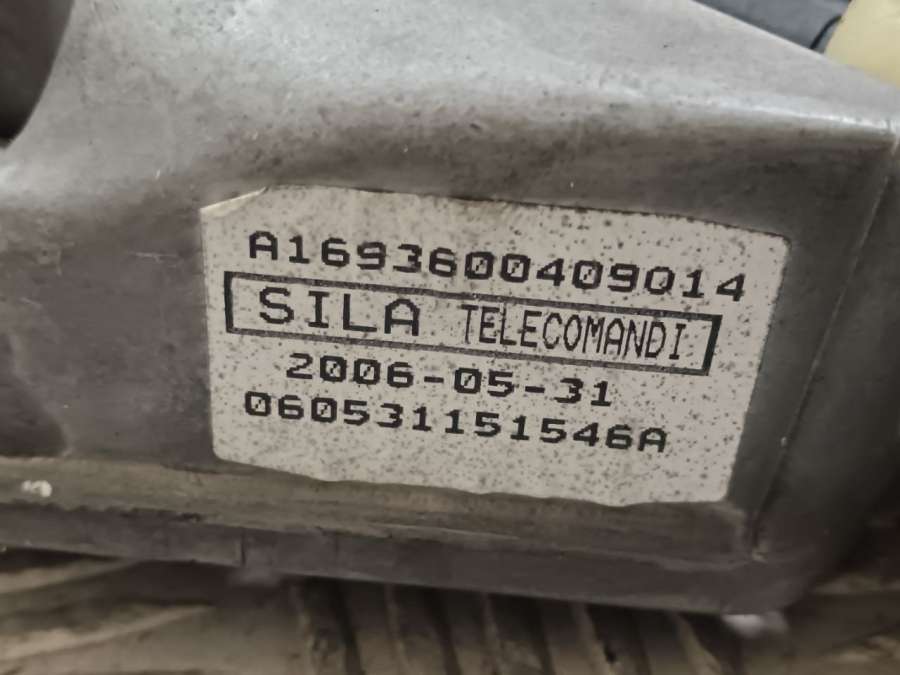 A1693600409014
SILA TELECOMANDI
2006-05-31
060531151546A